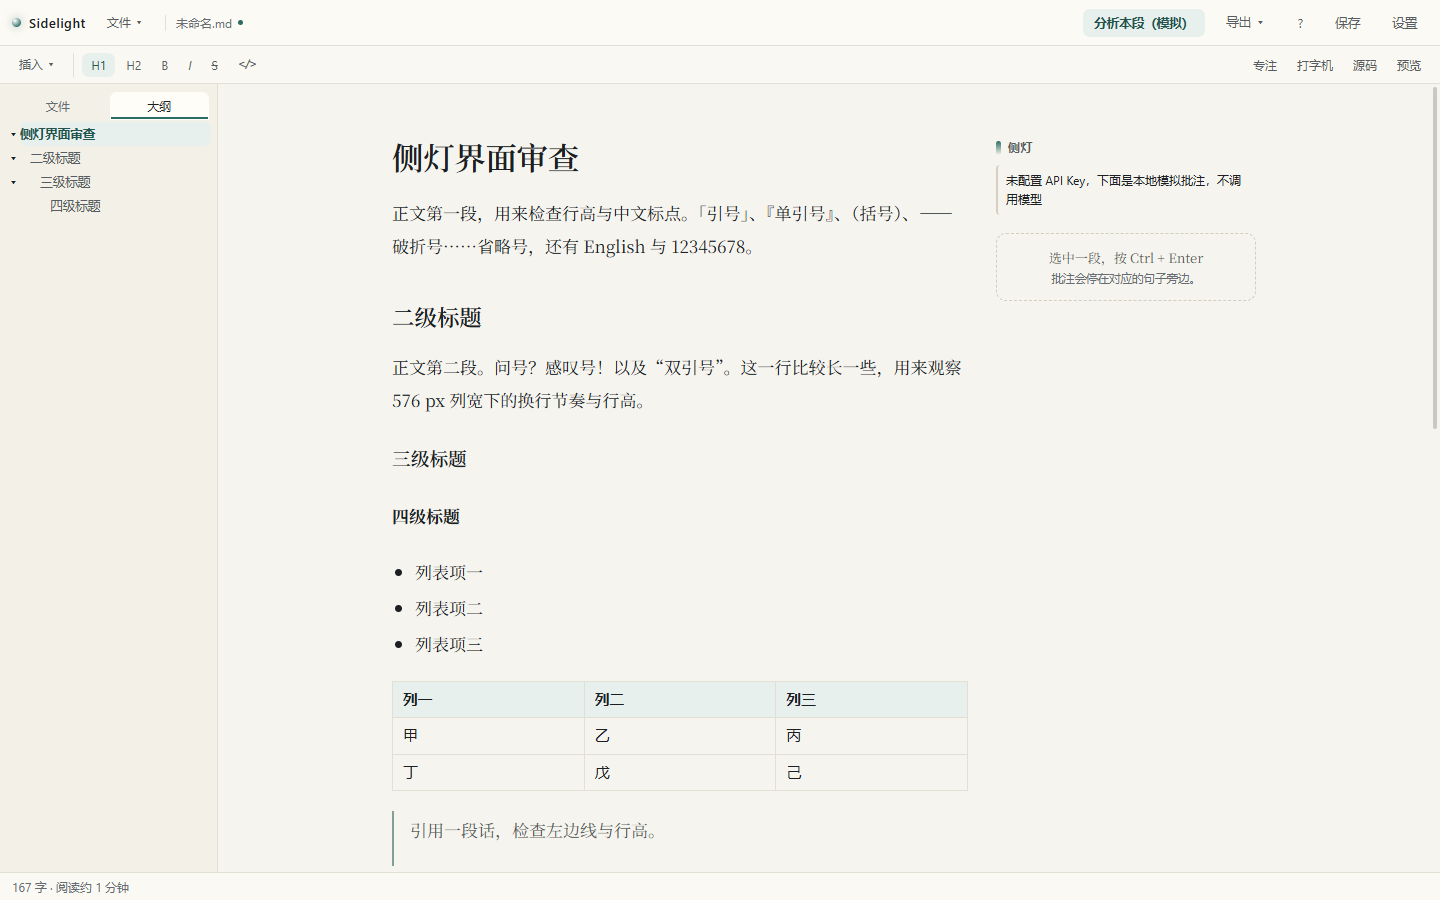 Sidelight 文件 未命名.md 分析本段（模拟） 导出 ? 保存 设置
插入 H1 H2 B I S </> 专注 打字机 源码 预览
文件 大纲
侧灯界面审查
二级标题
三级标题
四级标题
侧灯界面审查
正文第一段，用来检查行高与中文标点。「引号」、『单引号』、（括号）、——
破折号……省略号，还有 English 与 12345678。
二级标题
正文第二段。问号？感叹号！以及“双引号”。这一行比较长一些，用来观察
576 px 列宽下的换行节奏与行高。
三级标题
四级标题
列表项一
列表项二
列表项三
列一 列二 列三
甲 乙 丙
丁 戊 己
引用一段话，检查左边线与行高。
侧灯
未配置 API Key，下面是本地模拟批注，不调
用模型
选中一段，按 Ctrl + Enter
批注会停在对应的句子旁边。
167 字 · 阅读约 1 分钟